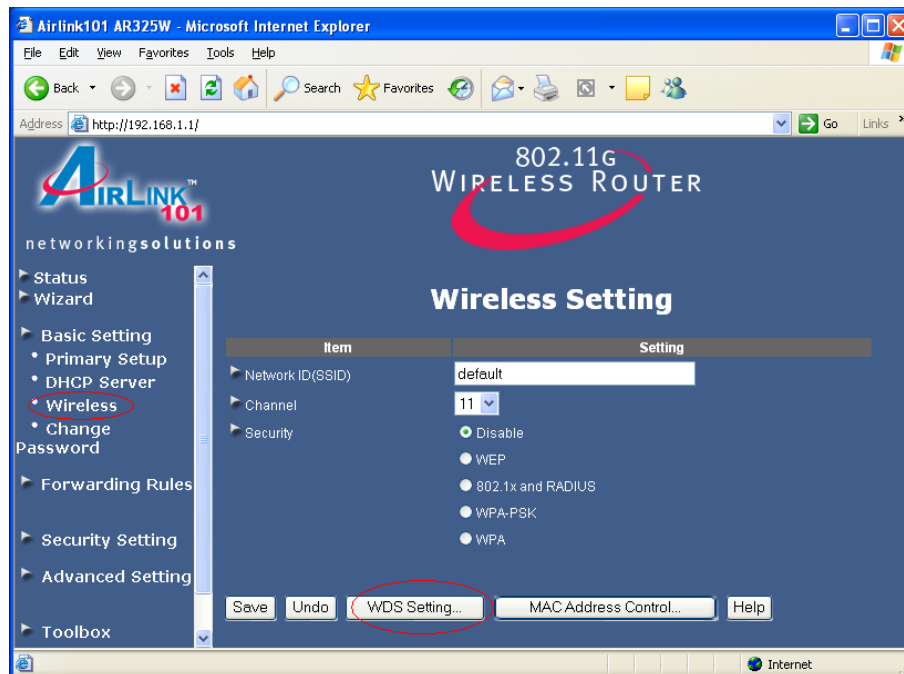 Airlink101 AR325W - Microsoft Internet Explorer
File Edit View Favorites Tools Help
Back Search Favorites
Address http://192.168.1.1/ Go Links »
AIRLINK™
101
networkingsolutions
802.11G
WIRELESS ROUTER
Status
Wizard
Basic Setting
Primary Setup
DHCP Server
Wireless
Change
Password
Forwarding Rules
Security Setting
Advanced Setting
Toolbox
Wireless Setting
Item Setting
Network ID(SSID) default
Channel 11
Security Disable
WEP
802.1x and RADIUS
WPA-PSK
WPA
Save Undo WDS Setting... MAC Address Control... Help
Internet